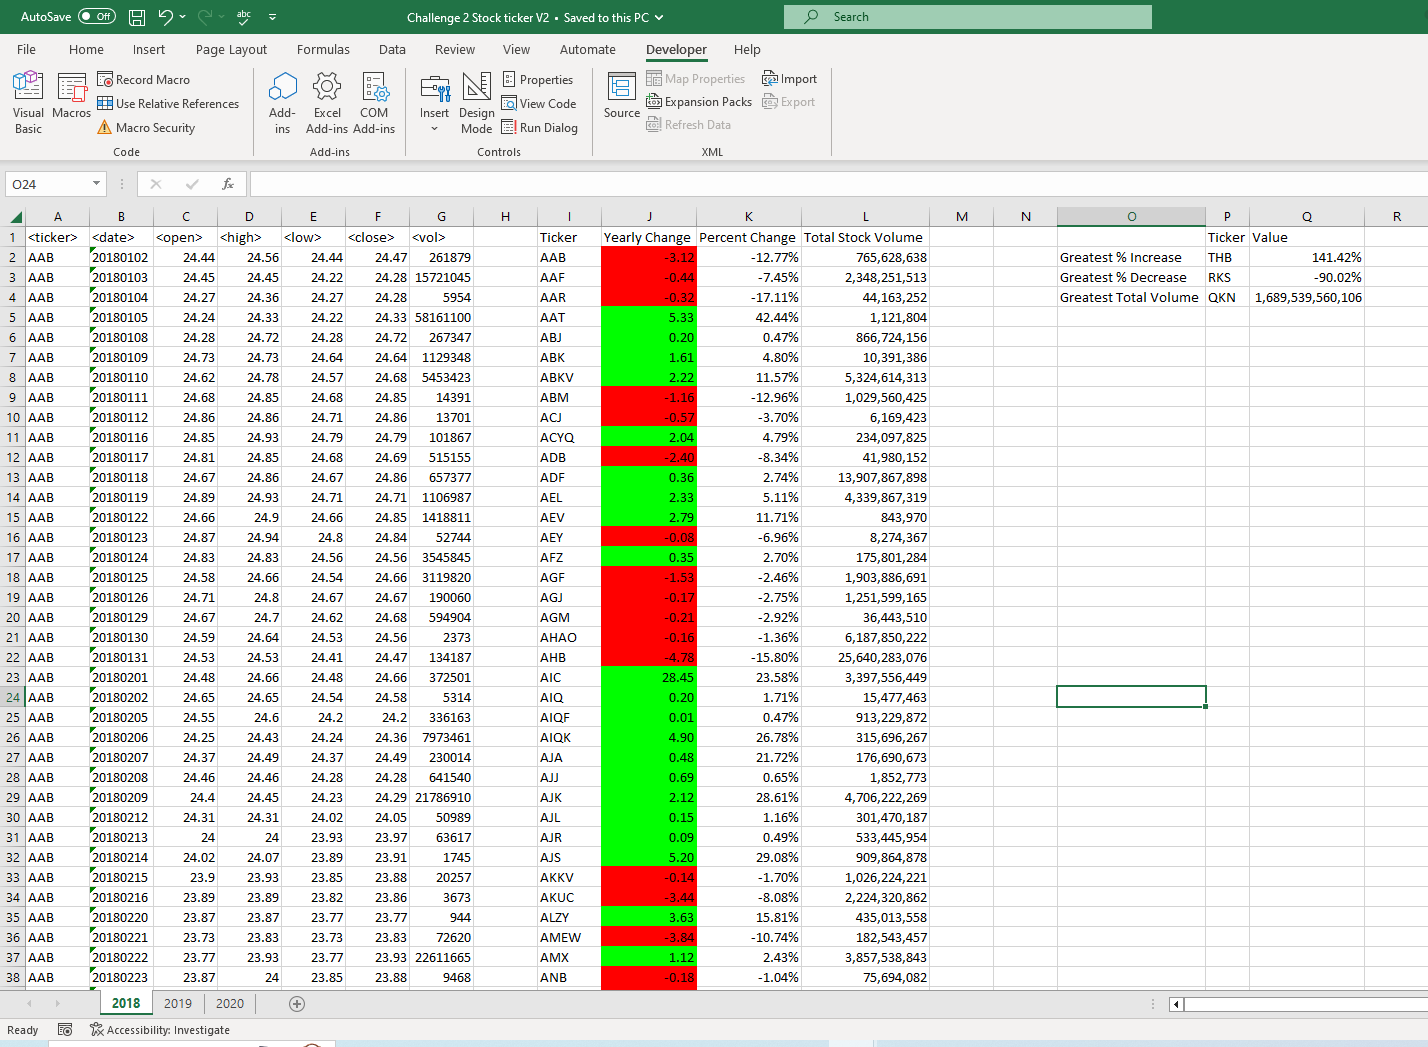 AutoSave Off Challenge 2 Stock ticker V2 • Saved to this PC Search
File Home Insert Page Layout Formulas Data Review View Automate Developer Help
Visual Basic Macros Record Macro Use Relative References Macro Security Code
Add-ins Excel Add-ins COM Add-ins Add-ins
Insert Design Mode Properties View Code Run Dialog Controls
Source Map Properties Expansion Packs Refresh Data Import Export XML
O24 fx
A B C D E F G H I J K L M N O P Q R
1 <ticker> <date> <open> <high> <low> <close> <vol> Ticker Yearly Change Percent Change Total Stock Volume Ticker Value
2 AAB 20180102 24.44 24.56 24.44 24.47 261879 AAB -3.12 -12.77% 765,628,638 Greatest % Increase THB 141.42%
3 AAB 20180103 24.45 24.45 24.22 24.28 15721045 AAF -0.44 -7.45% 2,348,251,513 Greatest % Decrease RKS -90.02%
4 AAB 20180104 24.27 24.36 24.27 24.28 5954 AAR -0.32 -17.11% 44,163,252 Greatest Total Volume QKN 1,689,539,560,106
5 AAB 20180105 24.24 24.33 24.22 24.33 58161100 AAT 5.33 42.44% 1,121,804
6 AAB 20180108 24.28 24.72 24.28 24.72 267347 ABJ 0.20 0.47% 866,724,156
7 AAB 20180109 24.73 24.73 24.64 24.64 1129348 ABK 1.61 4.80% 10,391,386
8 AAB 20180110 24.62 24.78 24.57 24.68 5453423 ABKV 2.22 11.57% 5,324,614,313
9 AAB 20180111 24.68 24.85 24.68 24.85 14391 ABM -1.16 -12.96% 1,029,560,425
10 AAB 20180112 24.86 24.86 24.71 24.86 13701 ACJ -0.57 -3.70% 6,169,423
11 AAB 20180116 24.85 24.93 24.79 24.79 101867 ACYQ 2.04 4.79% 234,097,825
12 AAB 20180117 24.81 24.85 24.68 24.69 515155 ADB -2.40 -8.34% 41,980,152
13 AAB 20180118 24.67 24.86 24.67 24.86 657377 ADF 0.36 2.74% 13,907,867,898
14 AAB 20180119 24.89 24.93 24.71 24.71 1106987 AEL 2.33 5.11% 4,339,867,319
15 AAB 20180122 24.66 24.9 24.66 24.85 1418811 AEV 2.79 11.71% 843,970
16 AAB 20180123 24.87 24.94 24.8 24.84 52744 AEY -0.08 -6.96% 8,274,367
17 AAB 20180124 24.83 24.83 24.56 24.56 3545845 AFZ 0.35 2.70% 175,801,284
18 AAB 20180125 24.58 24.66 24.54 24.66 3119820 AGF -1.53 -2.46% 1,903,886,691
19 AAB 20180126 24.71 24.8 24.67 24.67 190060 AGJ -0.17 -2.75% 1,251,599,165
20 AAB 20180129 24.67 24.7 24.62 24.68 594904 AGM -0.21 -2.92% 36,443,510
21 AAB 20180130 24.59 24.64 24.53 24.56 2373 AHAO -0.16 -1.36% 6,187,850,222
22 AAB 20180131 24.53 24.53 24.41 24.47 134187 AHB -4.78 -15.80% 25,640,283,076
23 AAB 20180201 24.48 24.66 24.48 24.66 372501 AIC 28.45 23.58% 3,397,556,449
24 AAB 20180202 24.65 24.65 24.54 24.58 5314 AIQ 0.20 1.71% 15,477,463
25 AAB 20180205 24.55 24.6 24.2 24.2 336163 AIQF 0.01 0.47% 913,229,872
26 AAB 20180206 24.25 24.43 24.24 24.36 7973461 AIQK 4.90 26.78% 315,696,267
27 AAB 20180207 24.37 24.49 24.37 24.49 230014 AJA 0.48 21.72% 176,690,673
28 AAB 20180208 24.46 24.46 24.28 24.28 641540 AJJ 0.69 0.65% 1,852,773
29 AAB 20180209 24.4 24.45 24.23 24.29 21786910 AJK 2.12 28.61% 4,706,222,269
30 AAB 20180212 24.31 24.31 24.02 24.05 50989 AJL 0.15 1.16% 301,470,187
31 AAB 20180213 24 24 23.93 23.97 63617 AJR 0.09 0.49% 533,445,954
32 AAB 20180214 24.02 24.07 23.89 23.91 1745 AJS 5.20 29.08% 909,864,878
33 AAB 20180215 23.9 23.93 23.85 23.88 20257 AKKV -0.14 -1.70% 1,026,224,221
34 AAB 20180216 23.89 23.89 23.82 23.86 3673 AKUC -3.44 -8.08% 2,224,320,862
35 AAB 20180220 23.87 23.87 23.77 23.77 944 ALZY 3.63 15.81% 435,013,558
36 AAB 20180221 23.73 23.83 23.73 23.83 72620 AMEW -3.84 -10.74% 182,543,457
37 AAB 20180222 23.77 23.93 23.77 23.93 22611665 AMX 1.12 2.43% 3,857,538,843
38 AAB 20180223 23.87 24 23.85 23.88 9468 ANB -0.18 -1.04% 75,694,082
2018 2019 2020
Ready Accessibility: Investigate